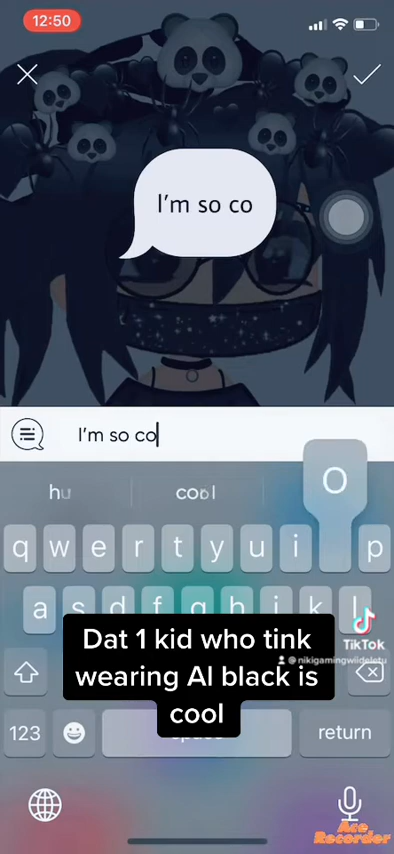 12:50
I'm so co
I'm so co
hu
cool
O
q w e r t y u i p
a s d f g h j k l
TikTok
@nikigamingwiideletu
Dat 1 kid who tink
wearing Al black is
cool
123
return
Ace
Recorder